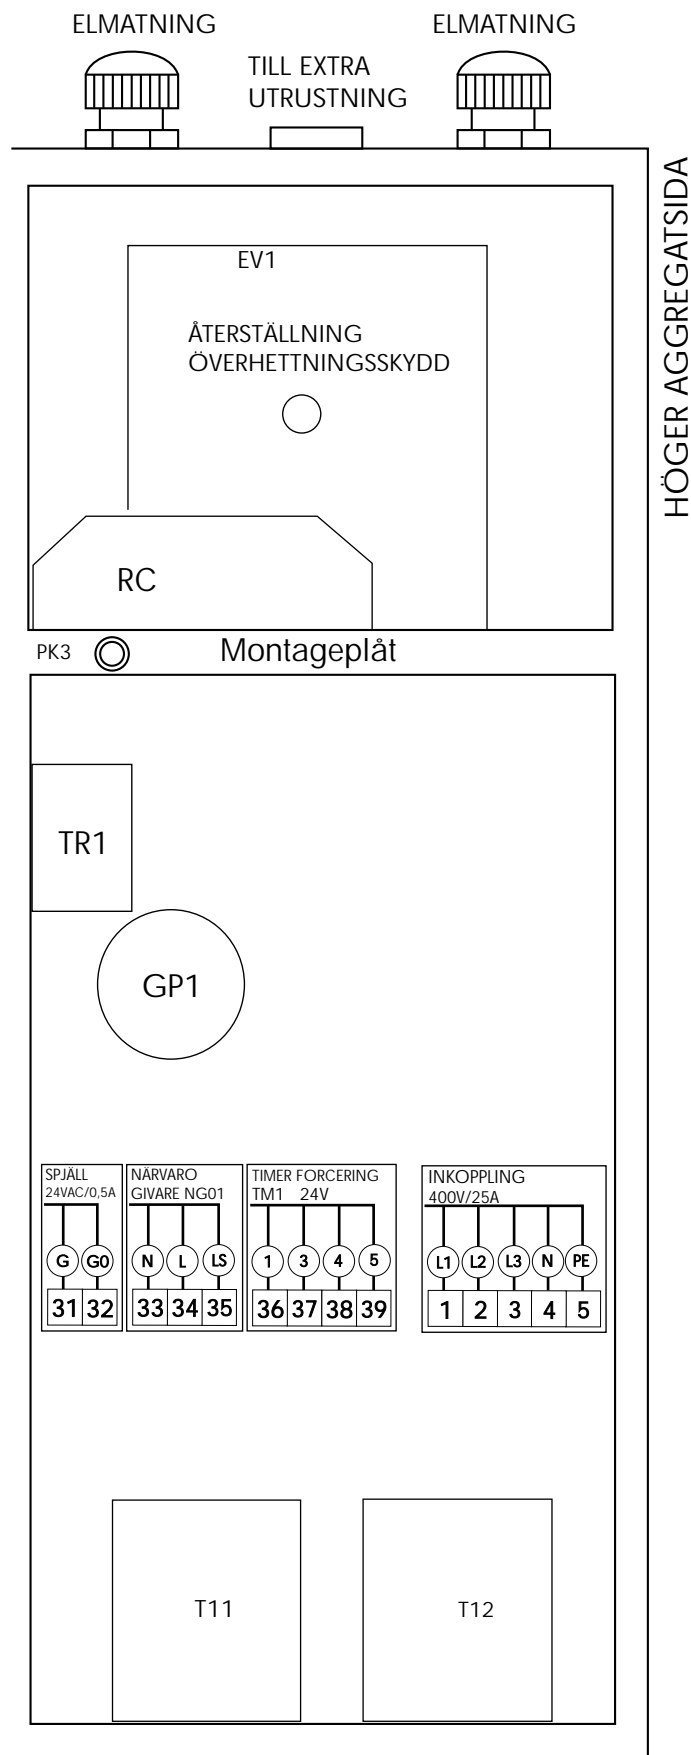 ELMATNING
ELMATNING
TILL EXTRA
UTRUSTNING
HÖGER AGGREGATSIDA
EV1
ÅTERSTÄLLNING
ÖVERHETTNINGSSKYDD
RC
PK3
Montageplåt
TR1
GP1
SPJÄLL
24VAC/0,5A
G G0
31 32
NÄRVARO
GIVARE NG01
N L LS
33 34 35
TIMER FORCERING
TM1 24V
1 3 4 5
36 37 38 39
INKOPPLING
400V/25A
L1 L2 L3 N PE
1 2 3 4 5
T11
T12